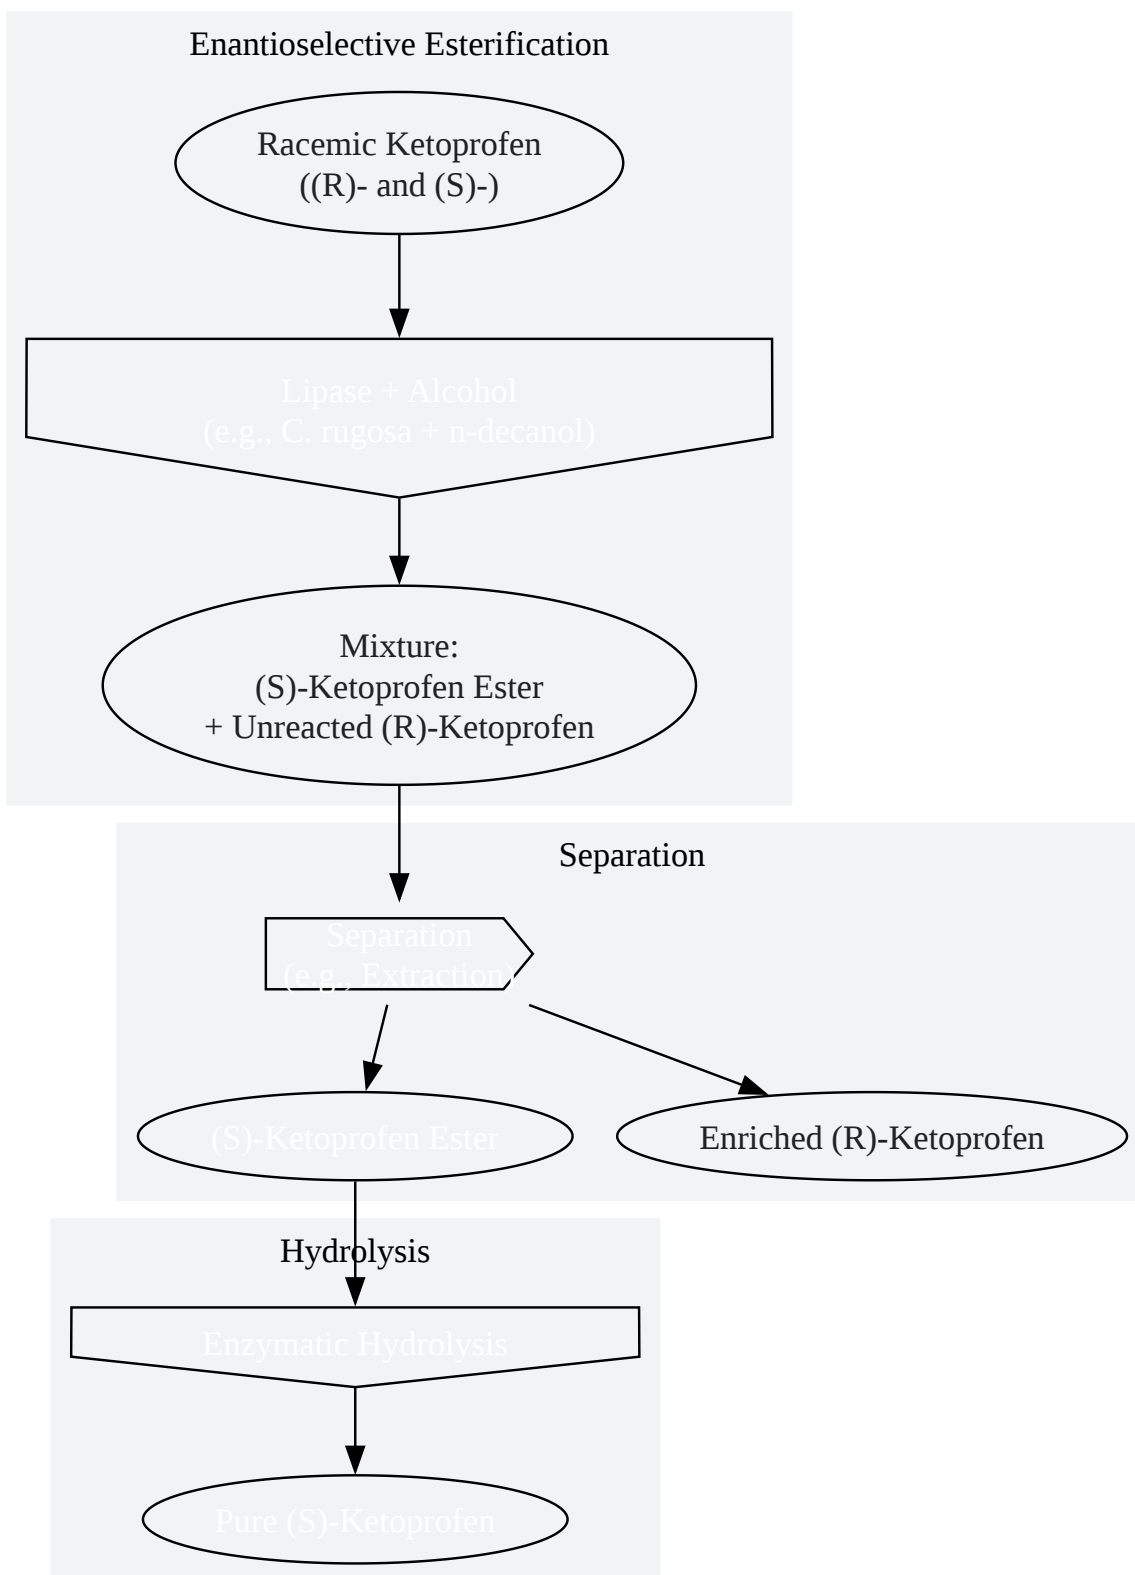 Enantioselective Esterification
Racemic Ketoprofen
((R)- and (S)-)
Lipase + Alcohol
(e.g., C. rugosa + n-decanol)
Mixture:
(S)-Ketoprofen Ester
+ Unreacted (R)-Ketoprofen
Separation
Separation
(e.g., Extraction)
(S)-Ketoprofen Ester
Enriched (R)-Ketoprofen
Hydrolysis
Enzymatic Hydrolysis
Pure (S)-Ketoprofen